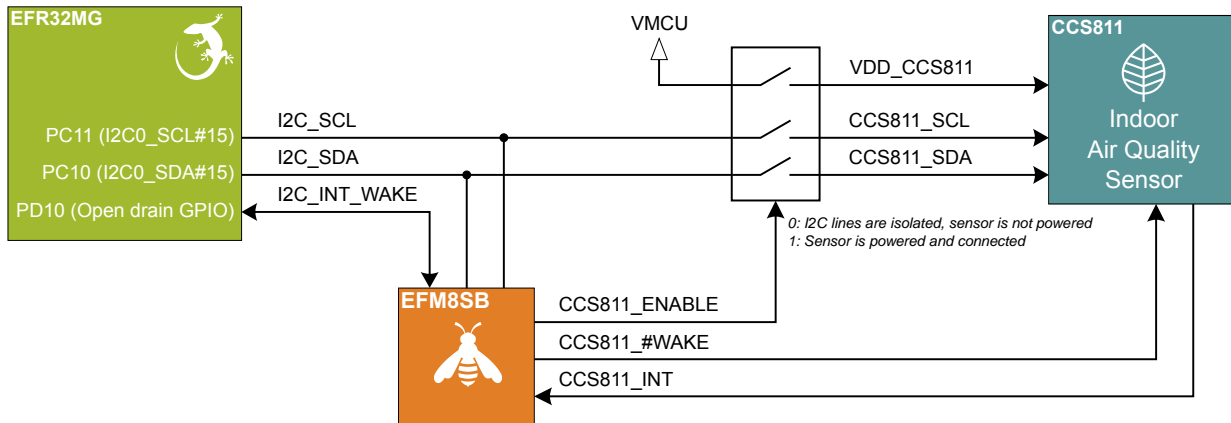 EFR32MG
PC11 (I2C0_SCL#15)
PC10 (I2C0_SDA#15)
PD10 (Open drain GPIO)
I2C_SCL
I2C_SDA
I2C_INT_WAKE
VMCU
VDD_CCS811
CCS811_SCL
CCS811_SDA
0: I2C lines are isolated, sensor is not powered
1: Sensor is powered and connected
CCS811
Indoor
Air Quality
Sensor
EFM8SB
CCS811_ENABLE
CCS811_#WAKE
CCS811_INT